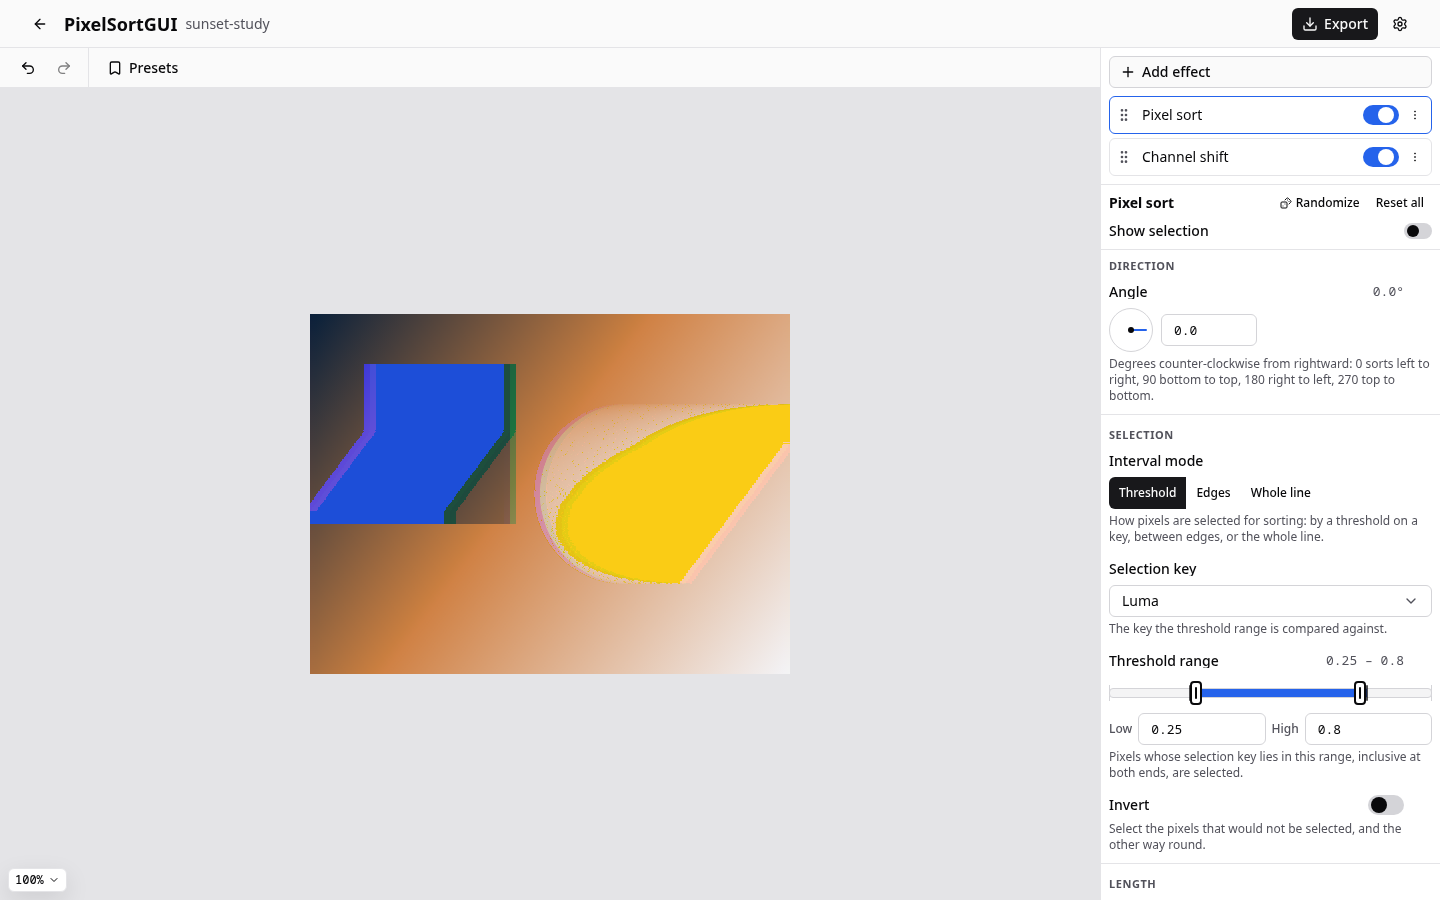 PixelSortGUI sunset-study
Export
Presets
Add effect
Pixel sort
Channel shift
Pixel sort Randomize Reset all
Show selection
DIRECTION
Angle 0.0°
0.0
Degrees counter-clockwise from rightward: 0 sorts left to
right, 90 bottom to top, 180 right to left, 270 top to
bottom.
SELECTION
Interval mode
Threshold Edges Whole line
How pixels are selected for sorting: by a threshold on a
key, between edges, or the whole line.
Selection key
Luma
The key the threshold range is compared against.
Threshold range 0.25 – 0.8
Low 0.25 High 0.8
Pixels whose selection key lies in this range, inclusive at
both ends, are selected.
Invert
Select the pixels that would not be selected, and the
other way round.
LENGTH
100%